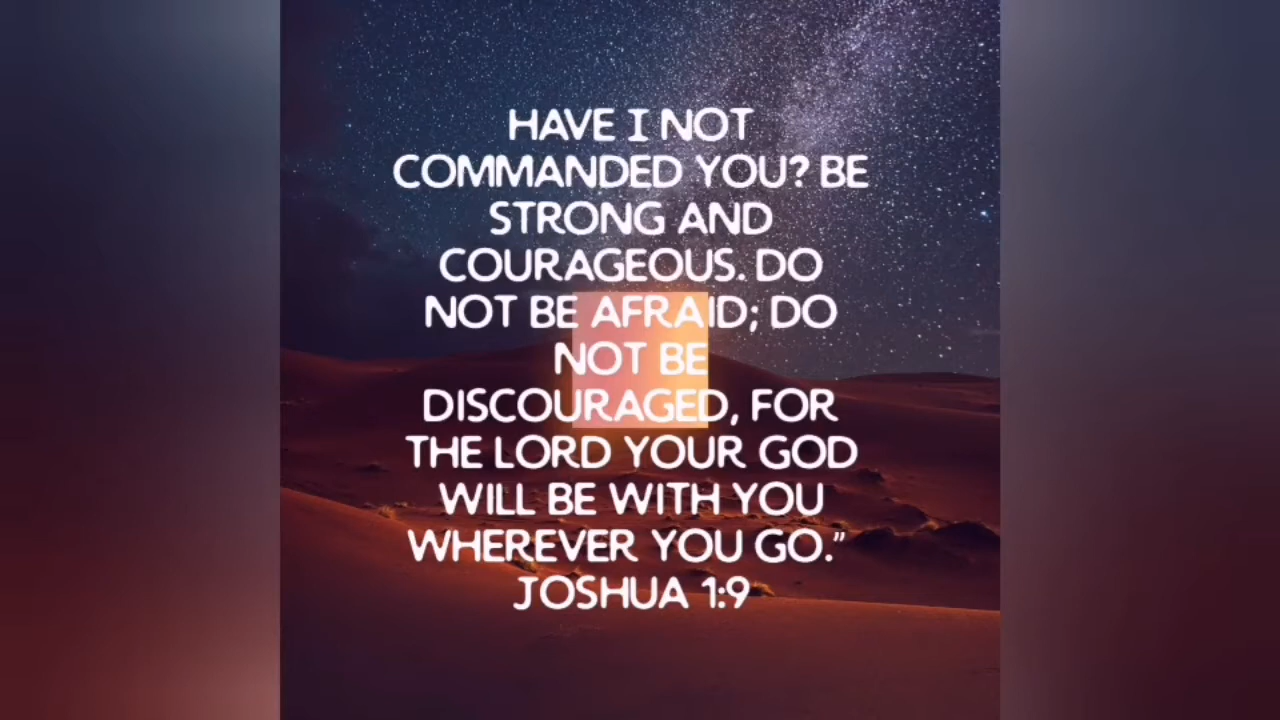 HAVE I NOT
COMMANDED YOU? BE
STRONG AND
COURAGEOUS. DO
NOT BE AFRAID; DO
NOT BE
DISCOURAGED, FOR
THE LORD YOUR GOD
WILL BE WITH YOU
WHEREVER YOU GO.”
JOSHUA 1:9